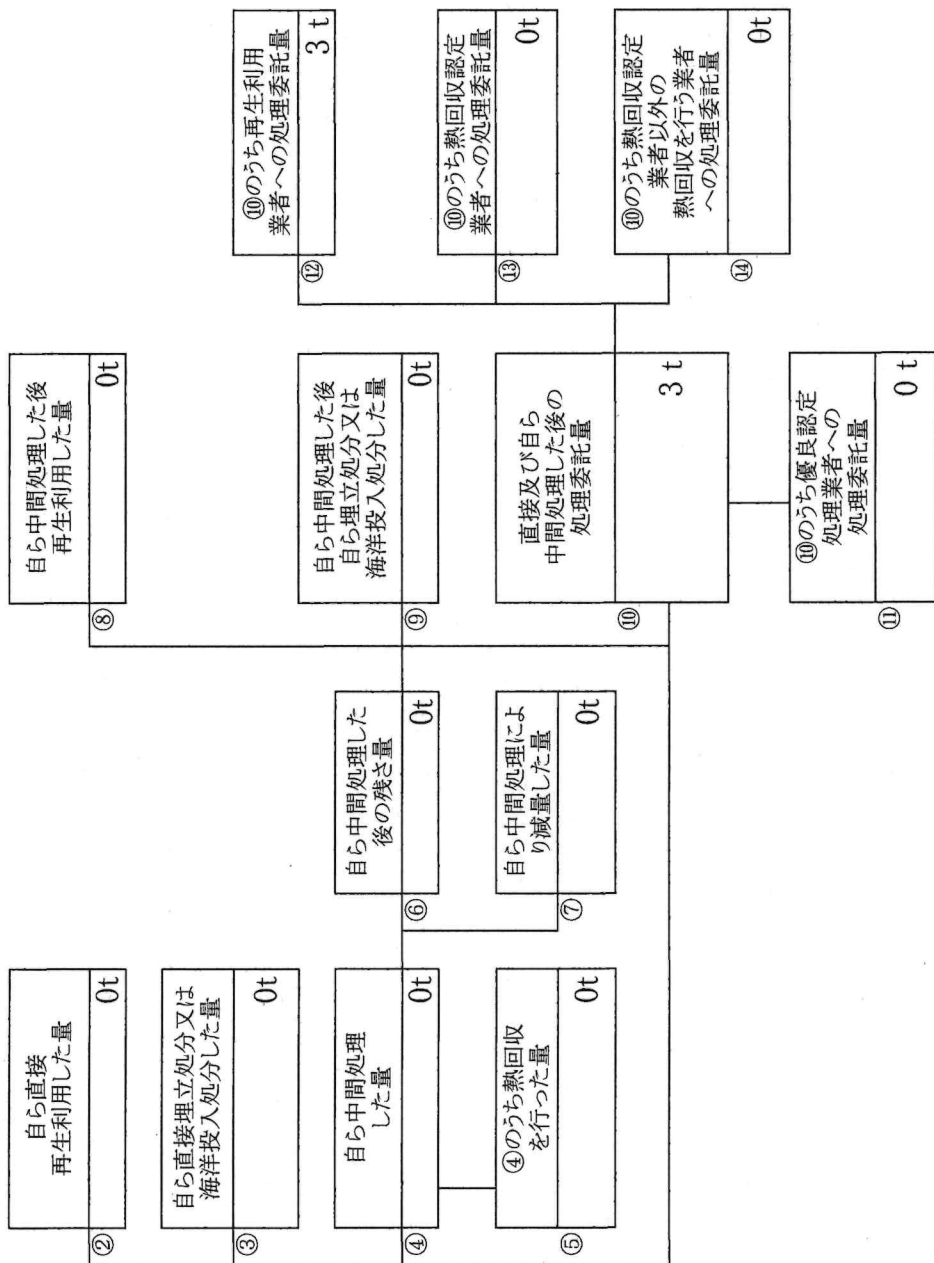 ②
自ら直接
再生利用した量
0t
③
自ら直接埋立処分又は
海洋投入処分した量
0t
④
自ら中間処理
した量
0t
⑤
④のうち熱回収
を行った量
0t
⑥
自ら中間処理した
後の残さ量
0t
⑦
自ら中間処理によ
り減量した量
0t
⑧
自ら中間処理した後
再生利用した量
0t
⑨
自ら中間処理した後
自ら埋立処分又は
海洋投入処分した量
0t
⑩
直接及び自ら
中間処理した後の
処理委託量
3 t
⑪
⑩のうち優良認定
処理業者への
処理委託量
0 t
⑫
⑩のうち再生利用
業者への処理委託量
3 t
⑬
⑩のうち熱回収認定
業者への処理委託量
0t
⑭
⑩のうち熱回収認定
業者以外の
熱回収を行う業者
への処理委託量
0t